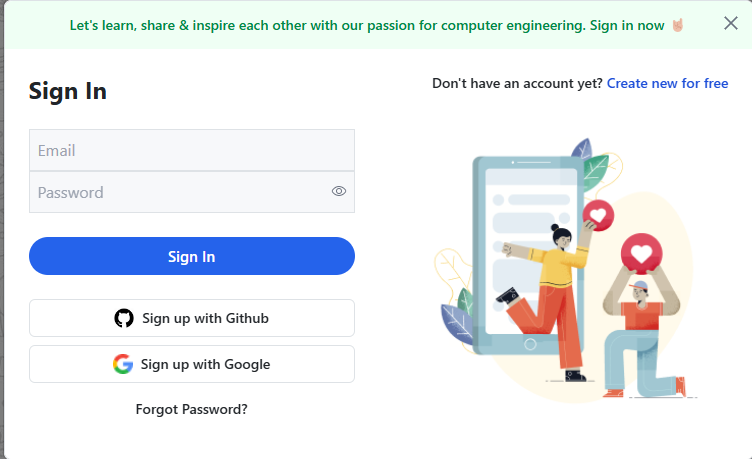 Let's learn, share & inspire each other with our passion for computer engineering. Sign in now 🤘🏻
Sign In
Don't have an account yet? Create new for free
Email
Password
Sign In
Sign up with Github
Sign up with Google
Forgot Password?